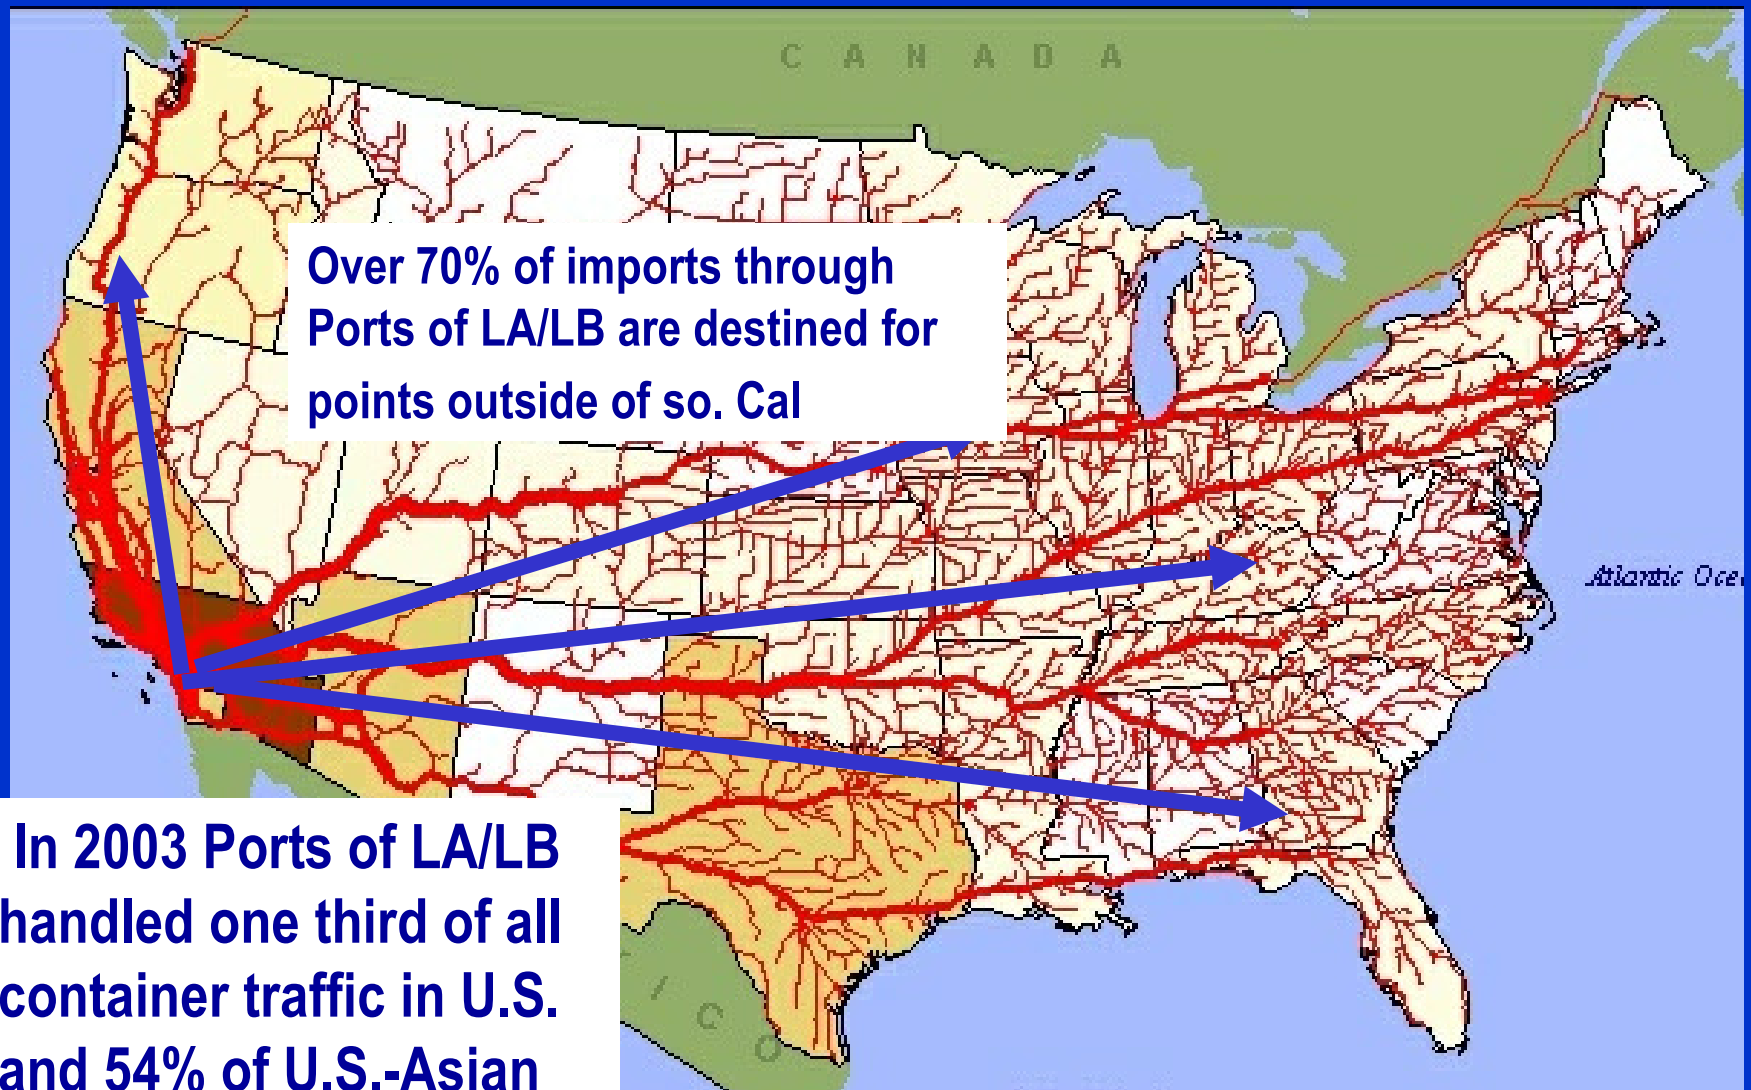 C A N A D A
Over 70% of imports through
Ports of LA/LB are destined for
points outside of so. Cal
Atlantic Oce
In 2003 Ports of LA/LB
handled one third of all
container traffic in U.S.
and 54% of U.S.-Asian
I C O